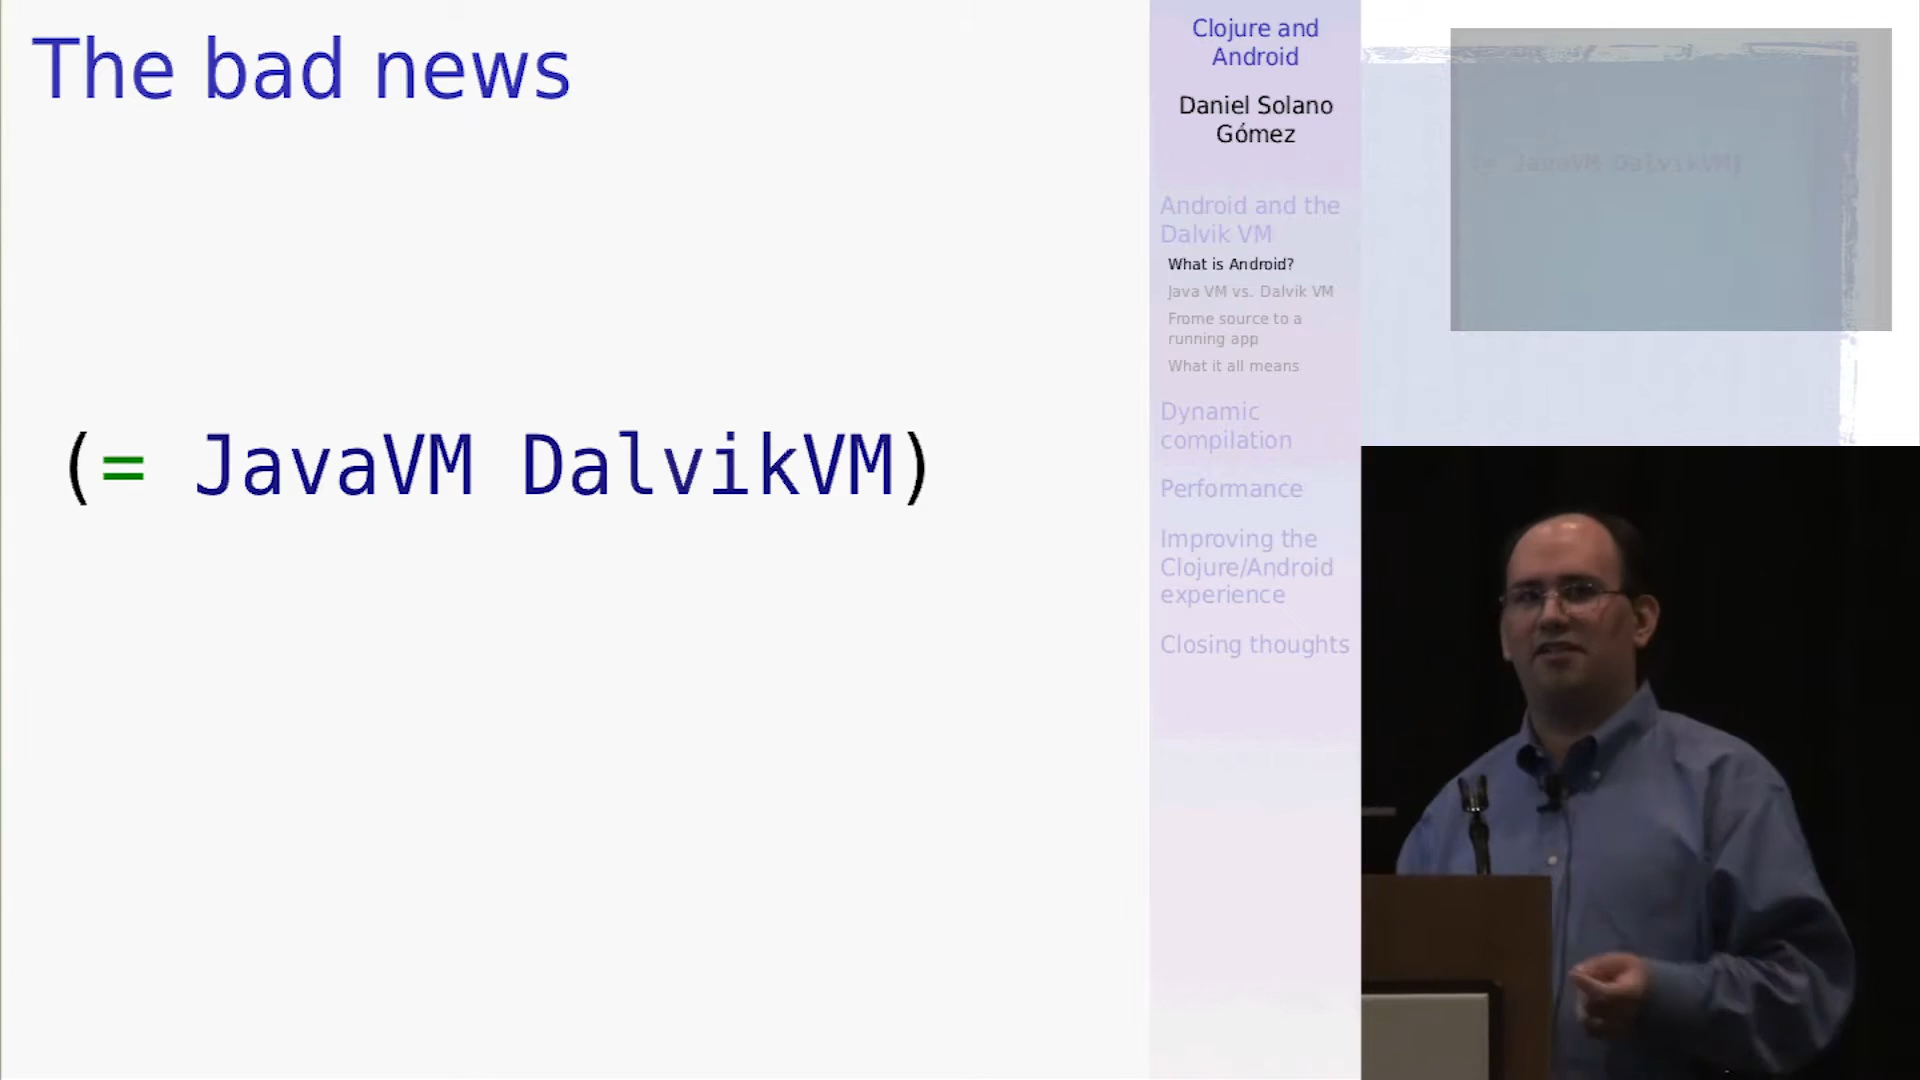 The bad news
(= JavaVM DalvikVM)
Clojure and
Android
Daniel Solano
Gómez
Android and the
Dalvik VM
What is Android?
Java VM vs. Dalvik VM
Frome source to a
running app
What it all means
Dynamic
compilation
Performance
Improving the
Clojure/Android
experience
Closing thoughts
(= JavaVM DalvikVM)